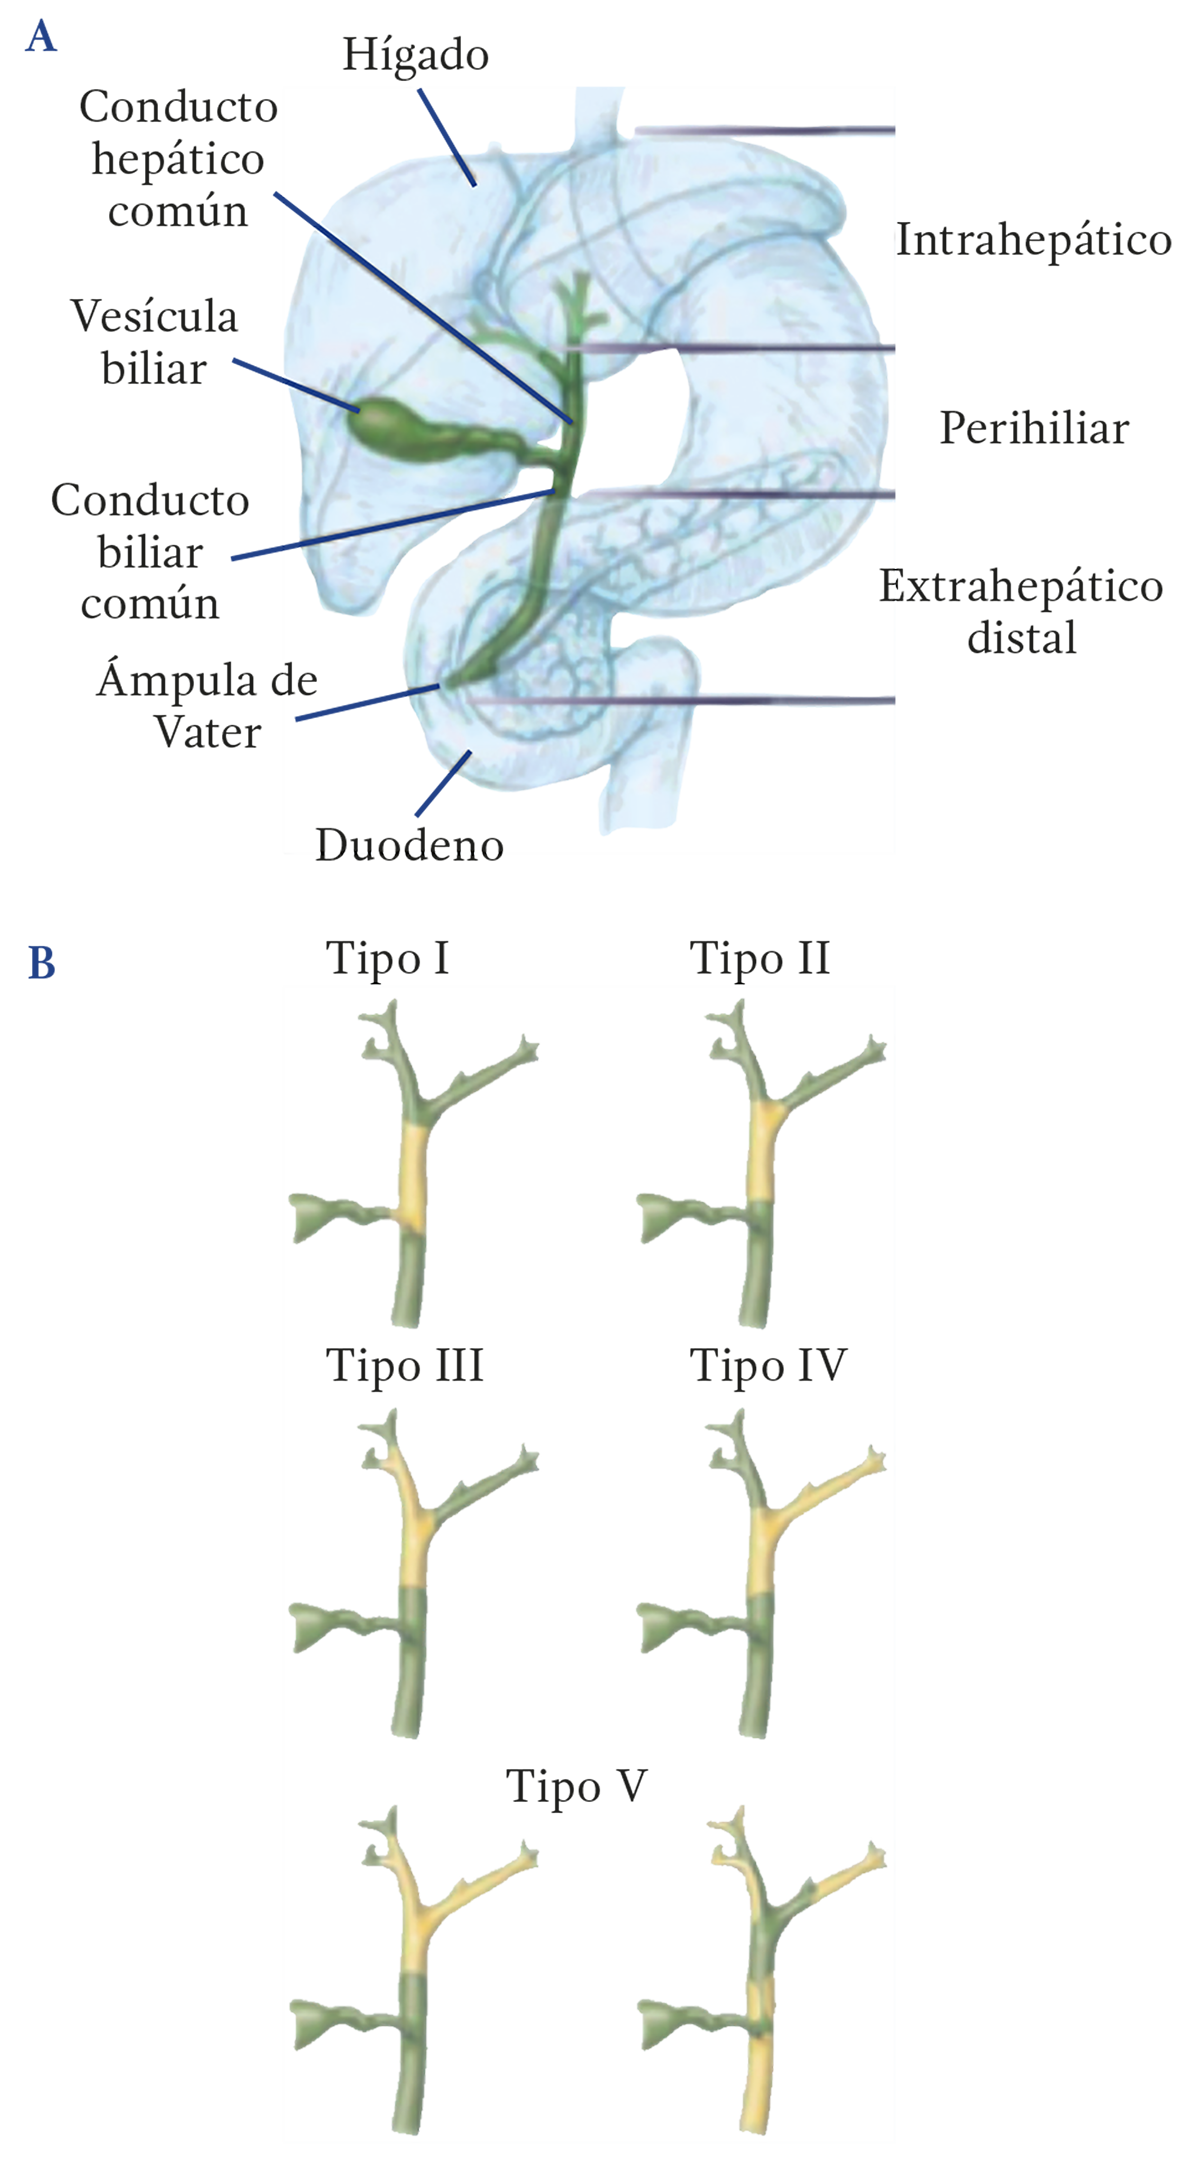 A
Hígado
Conducto
hepático
común
Vesícula
biliar
Conducto
biliar
común
Ámpula de
Vater
Duodeno
Intrahepático
Perihiliar
Extrahepático
distal
B
Tipo I
Tipo II
Tipo III
Tipo IV
Tipo V